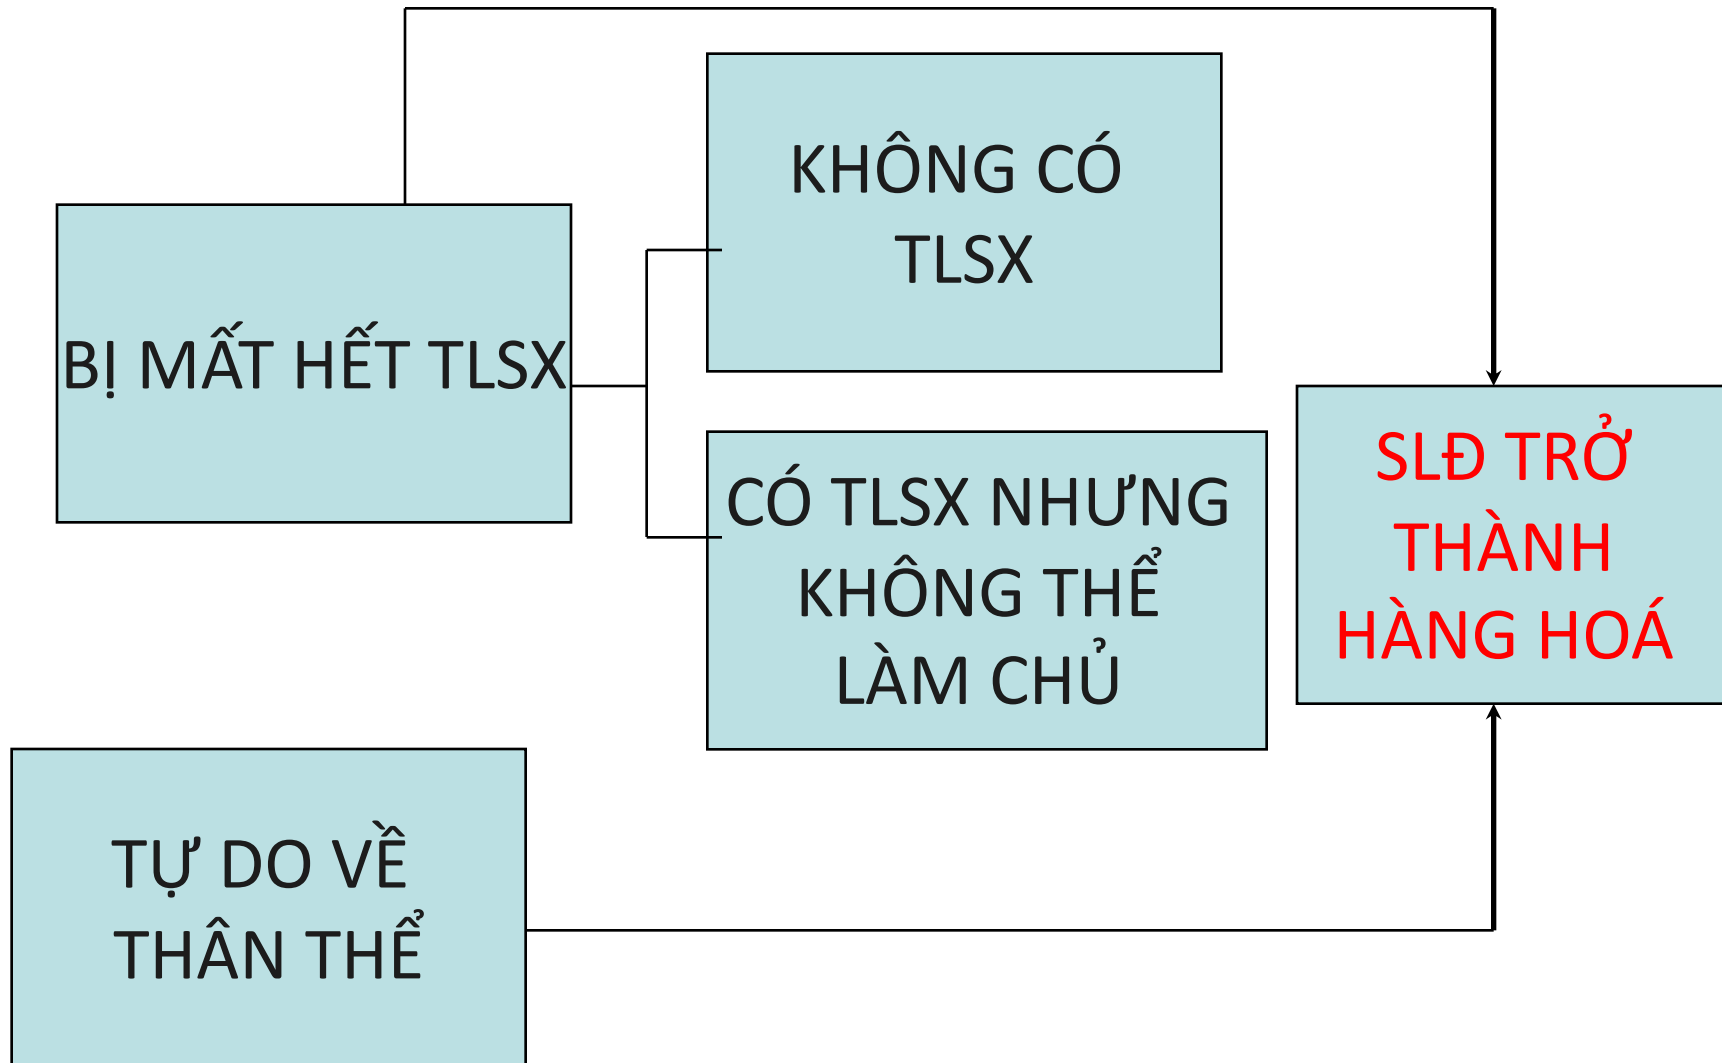 BỊ MẤT HẾT TLSX
KHÔNG CÓ
TLSX
CÓ TLSX NHƯNG
KHÔNG THỂ
LÀM CHỦ
TỰ DO VỀ
THÂN THỂ
SLĐ TRỞ
THÀNH
HÀNG HOÁ